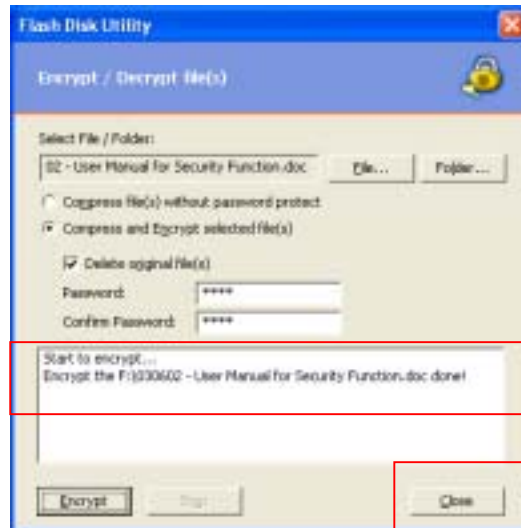 Flash Disk Utility
Encrypt / Decrypt file(s)
Select File / Folder:
02 - User Manual for Security Function.doc File... Folder...
Compress file(s) without password protect
Compress and Encrypt selected file(s)
Delete original file(s)
Password: ****
Confirm Password: ****
Start to encrypt...
Encrypt the F:\030602 - User Manual for Security Function.doc done!
Encrypt Stop Close